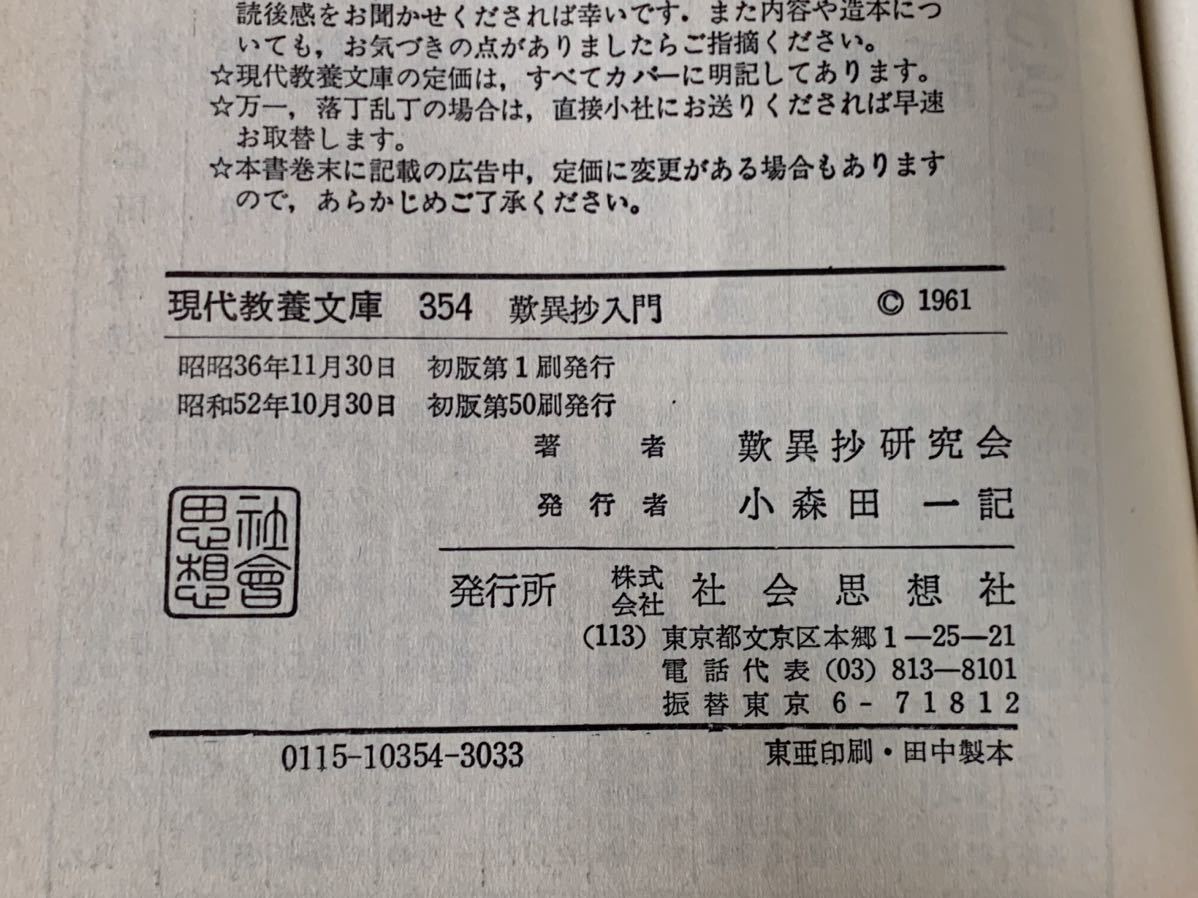 読後感をお聞かせくだされば幸いです．また内容や造本につ
いても，お気づきの点がありましたらご指摘ください。
☆現代教養文庫の定価は，すべてカバーに明記してあります。
☆万一，落丁乱丁の場合は，直接小社にお送りくだされば早速
お取替します。
☆本書巻末に記載の広告中，定価に変更がある場合もあります
ので，あらかじめご了承ください。
現代教養文庫 354 歎異抄入門 © 1961
昭昭36年11月30日 初版第1刷発行
昭和52年10月30日 初版第50刷発行
著者 歎異抄研究会
発行者 小森田一記
社會思想
発行所 株式会社 社会思想社
(113) 東京都文京区本郷1―25―21
電話代表 (03) 813―8101
振替東京 6-71812
0115-10354-3033 東亜印刷・田中製本